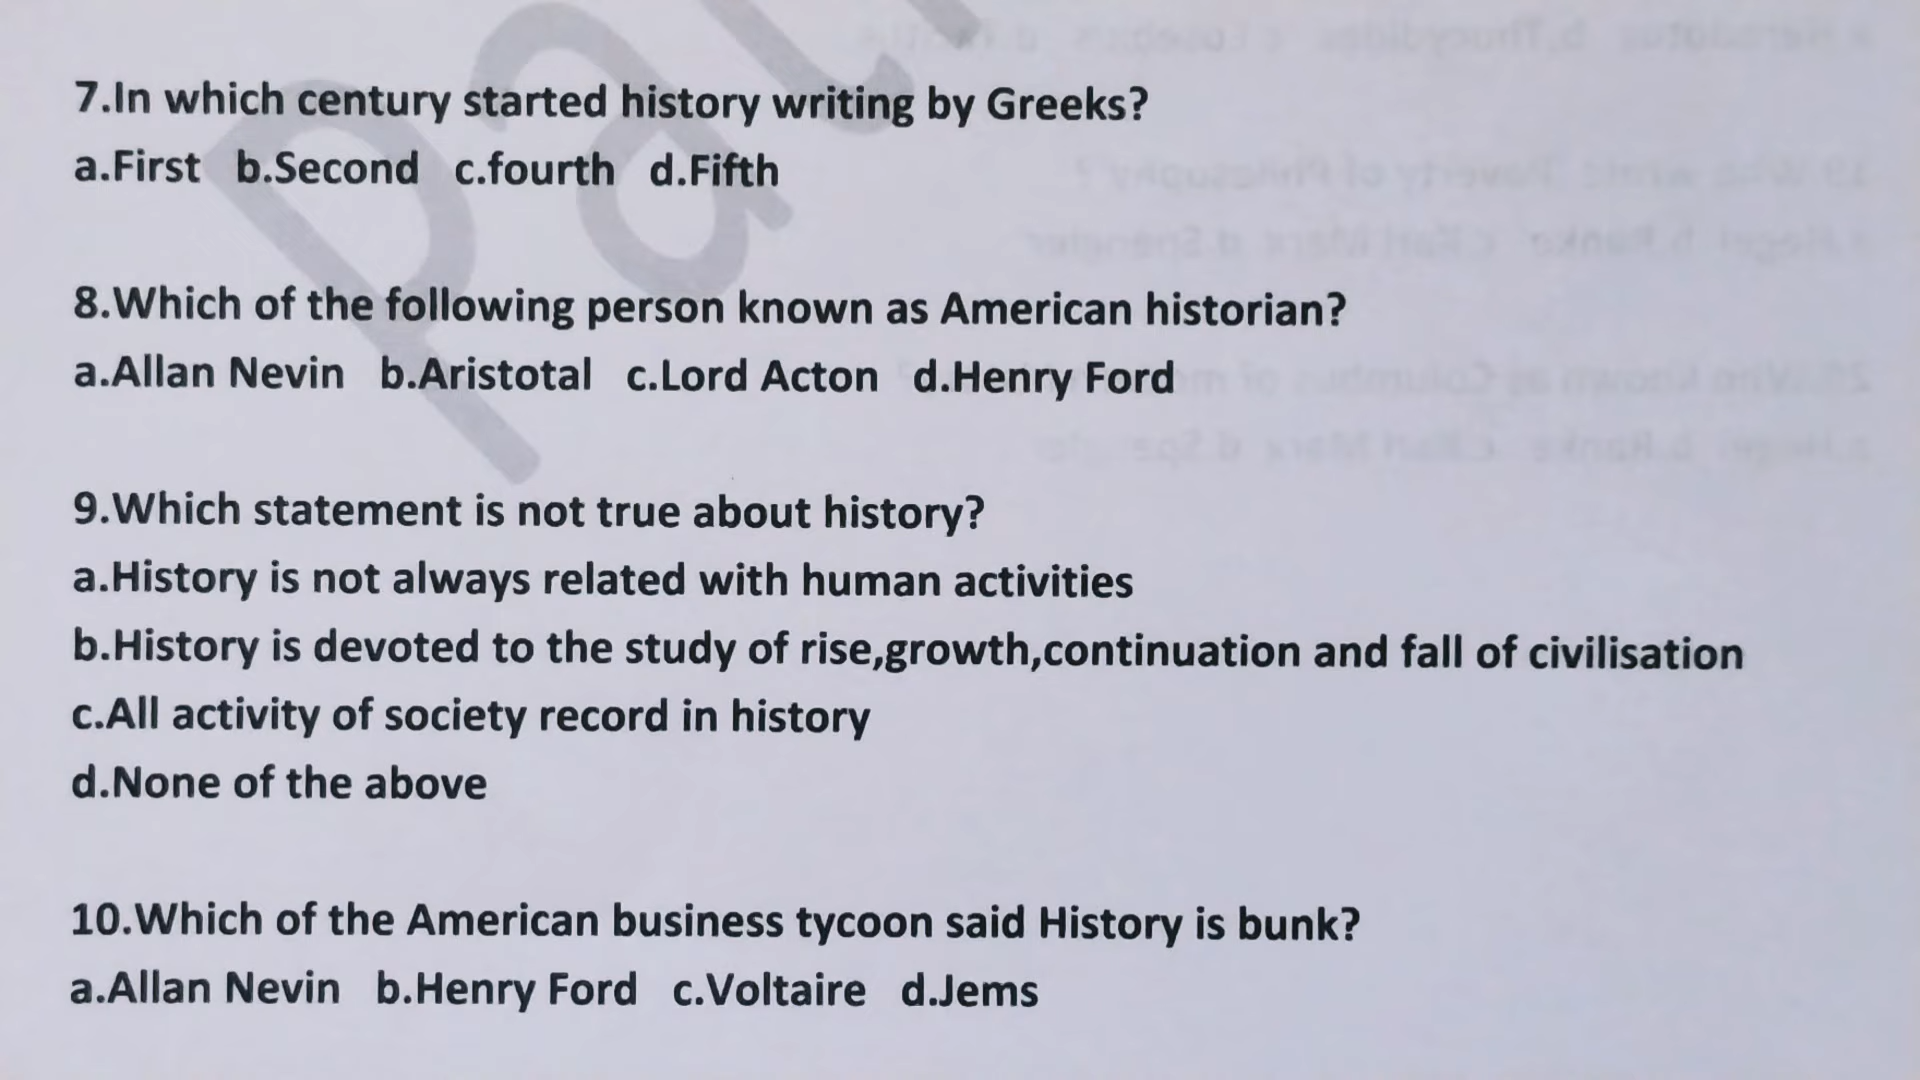 7.In which century started history writing by Greeks?
a.First b.Second c.fourth d.Fifth
8.Which of the following person known as American historian?
a.Allan Nevin b.Aristotal c.Lord Acton d.Henry Ford
9.Which statement is not true about history?
a.History is not always related with human activities
b.History is devoted to the study of rise,growth,continuation and fall of civilisation
c.All activity of society record in history
d.None of the above
10.Which of the American business tycoon said History is bunk?
a.Allan Nevin b.Henry Ford c.Voltaire d.Jems